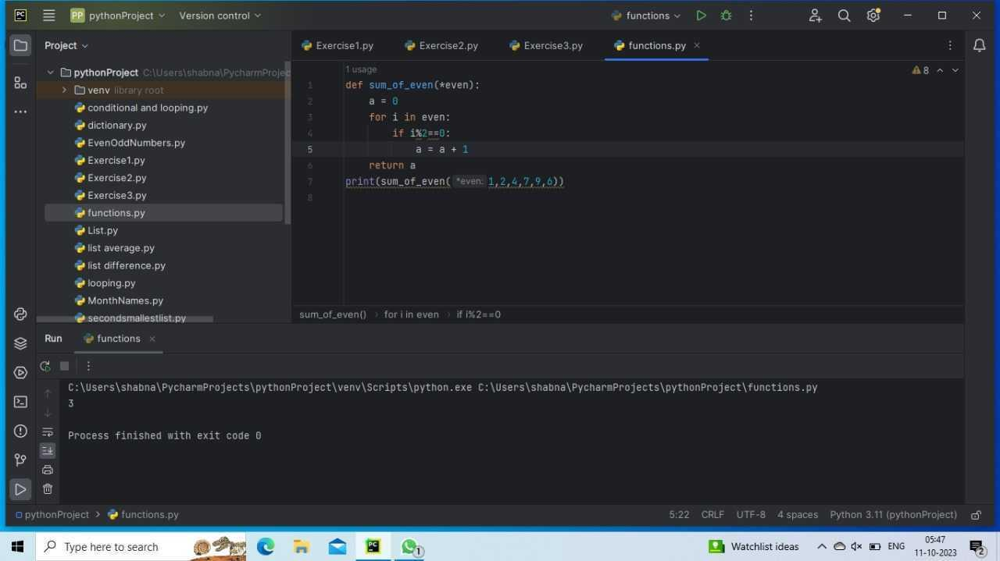 PC PP pythonProject Version control functions
Project Exercise1.py Exercise2.py Exercise3.py functions.py
pythonProject C:\Users\shabna\PycharmProjec
venv library root
conditional and looping.py
dictionary.py
EvenOddNumbers.py
Exercise1.py
Exercise2.py
Exercise3.py
functions.py
List.py
list average.py
list difference.py
looping.py
MonthNames.py
secondsmallestlist.py
1 usage
8
1 def sum_of_even(*even):
2 a = 0
3 for i in even:
4 if i%2==0:
5 a = a + 1
6 return a
7 print(sum_of_even( *even: 1,2,4,7,9,6))
8
sum_of_even() for i in even if i%2==0
Run functions
C:\Users\shabna\PycharmProjects\pythonProject\venv\Scripts\python.exe C:\Users\shabna\PycharmProjects\pythonProject\functions.py
3
Process finished with exit code 0
pythonProject functions.py 5:22 CRLF UTF-8 4 spaces Python 3.11 (pythonProject)
Type here to search PC 1 Watchlist ideas ENG 05:47
11-10-2023 2